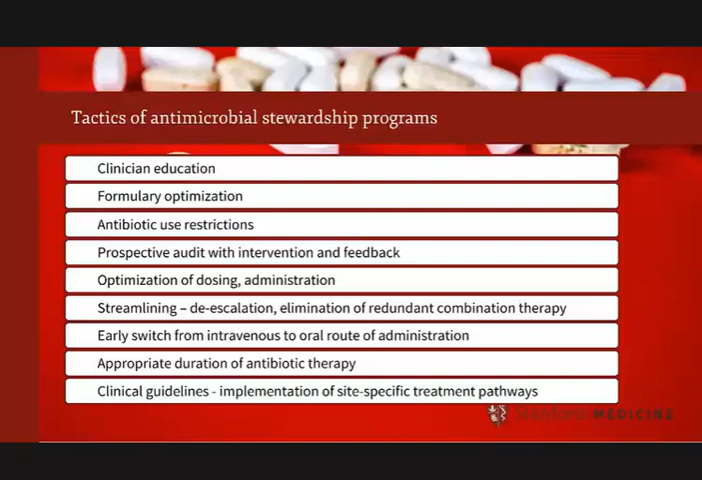 Tactics of antimicrobial stewardship programs
Clinician education
Formulary optimization
Antibiotic use restrictions
Prospective audit with intervention and feedback
Optimization of dosing, administration
Streamlining – de-escalation, elimination of redundant combination therapy
Early switch from intravenous to oral route of administration
Appropriate duration of antibiotic therapy
Clinical guidelines - implementation of site-specific treatment pathways
Stanford MEDICINE